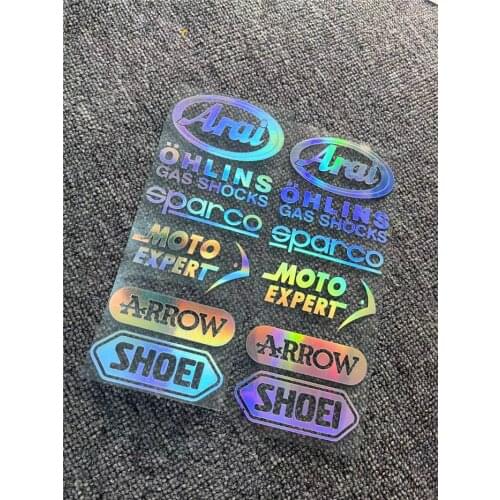 Arai
ÖHLINS
GAS SHOCKS
sparco
MOTO
EXPERT
ARROW
SHOEI
Arai
ÖHLINS
GAS SHOCKS
sparco
MOTO
EXPERT
ARROW
SHOEI